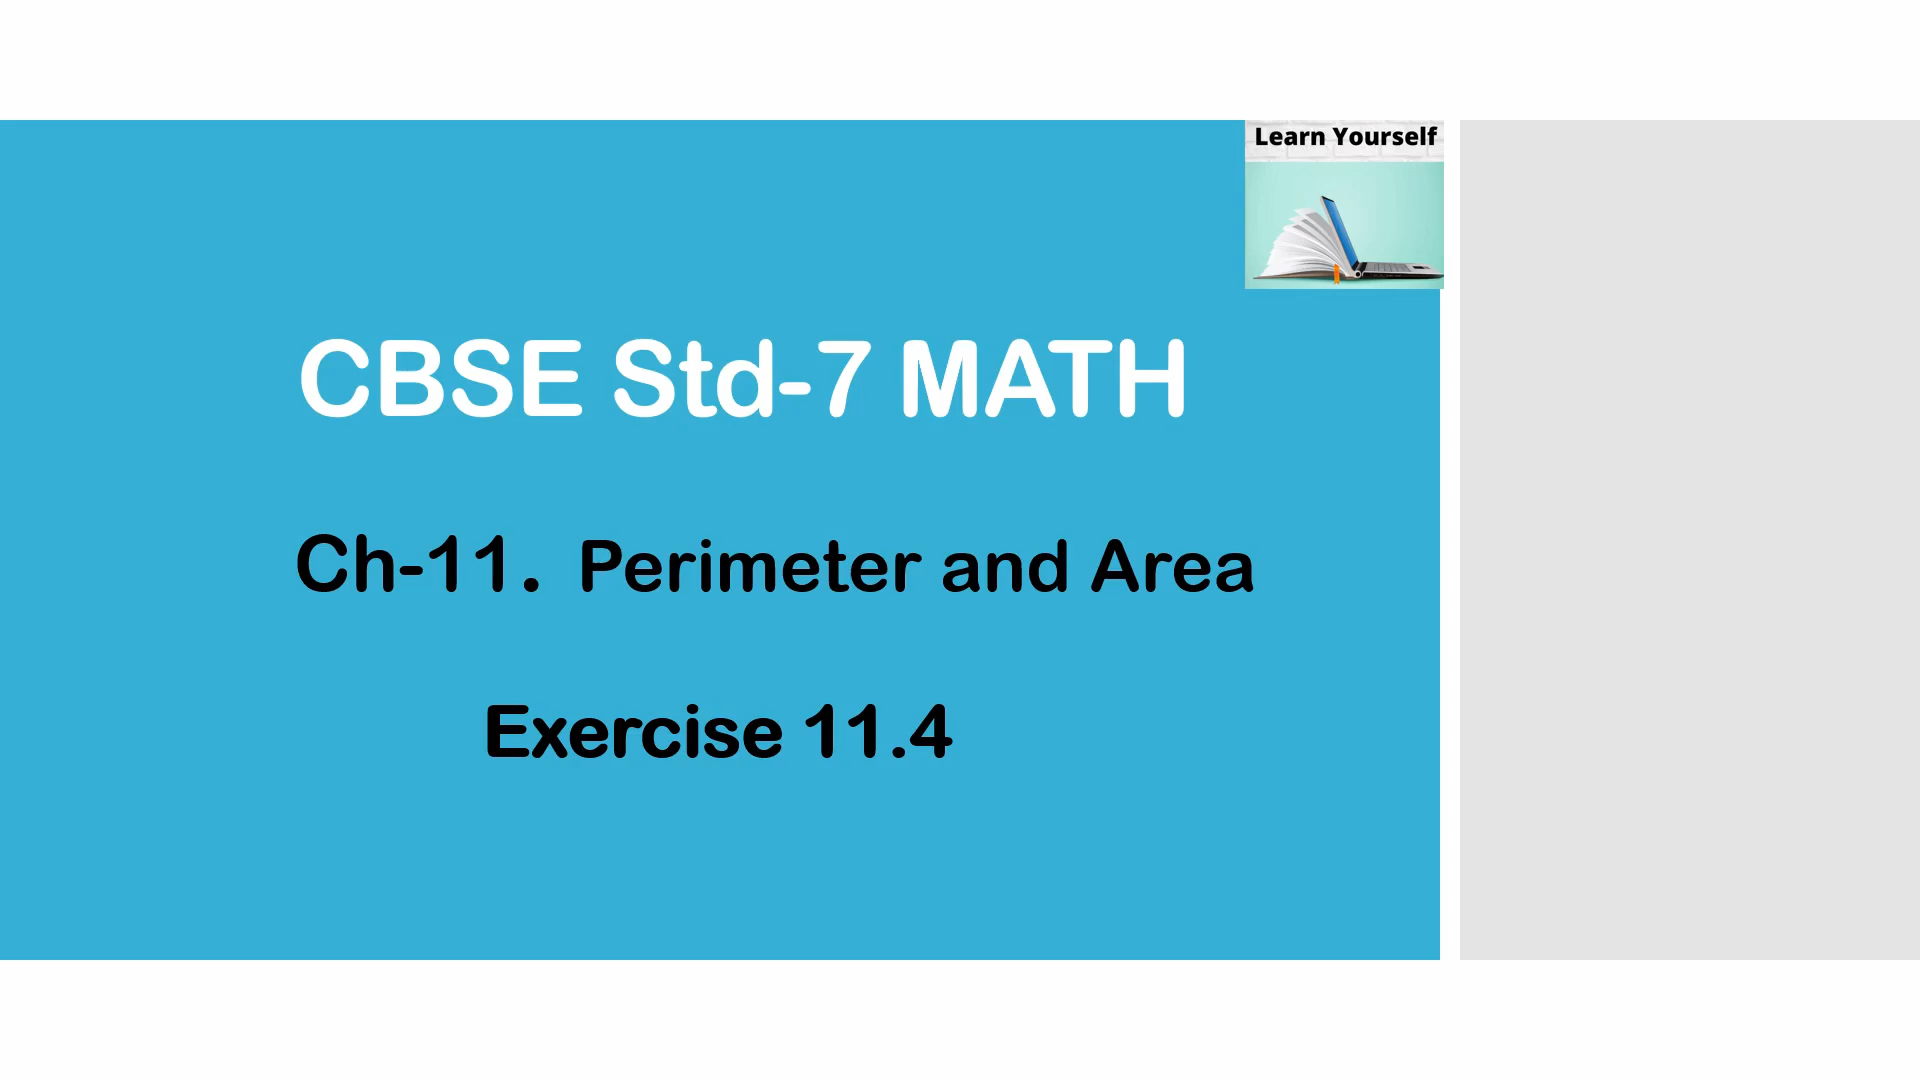 Learn Yourself
CBSE Std-7 MATH
Ch-11. Perimeter and Area
Exercise 11.4